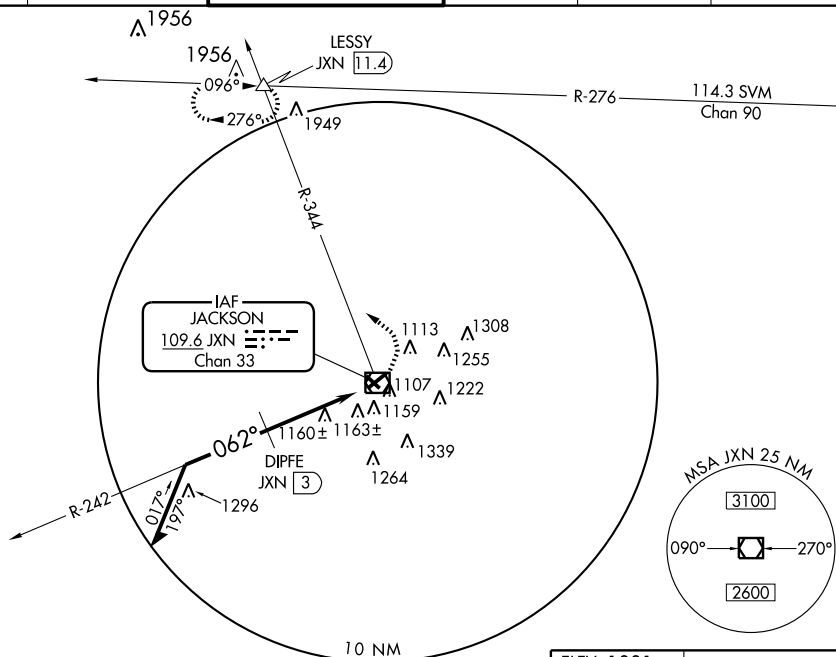 1956
1956
LESSY
JXN 11.4
096°
276°
1949
R-276
114.3 SVM
Chan 90
R-344
IAF
JACKSON
109.6 JXN
Chan 33
1113
1308
1255
1107
1222
1159
1160±
1163±
1339
1264
062°
DIPFE
JXN 3
R-242
017°
197°
1296
MSA JXN 25 NM
3100
090°
270°
2600
10 NM